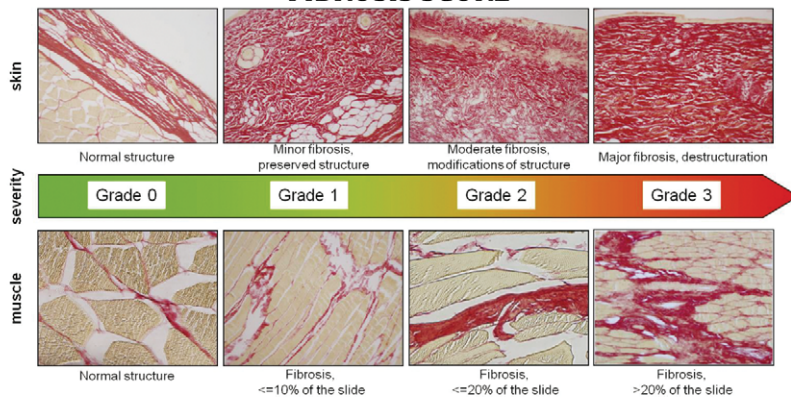 FIBROSIS SCORE
skin
Normal structure
Minor fibrosis,
preserved structure
Moderate fibrosis,
modifications of structure
Major fibrosis, destructuration
severity
Grade 0
Grade 1
Grade 2
Grade 3
muscle
Normal structure
Fibrosis,
<=10% of the slide
Fibrosis,
<=20% of the slide
Fibrosis,
>20% of the slide